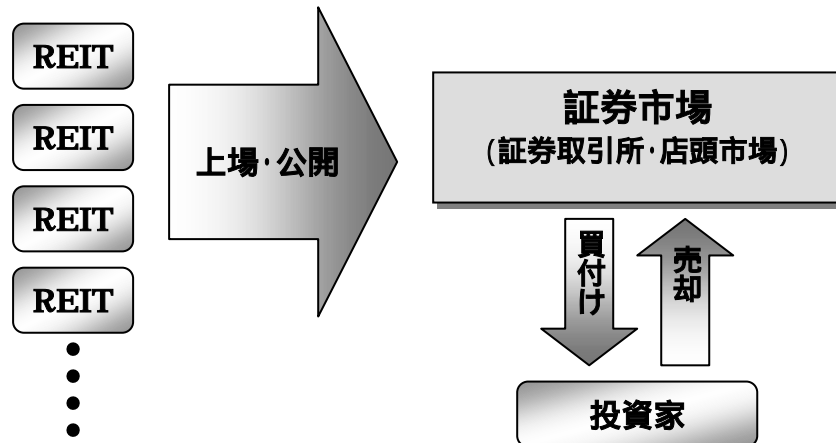 REIT
REIT
REIT
REIT
上場・公開
証券市場
(証券取引所・店頭市場)
買付け
売却
投資家